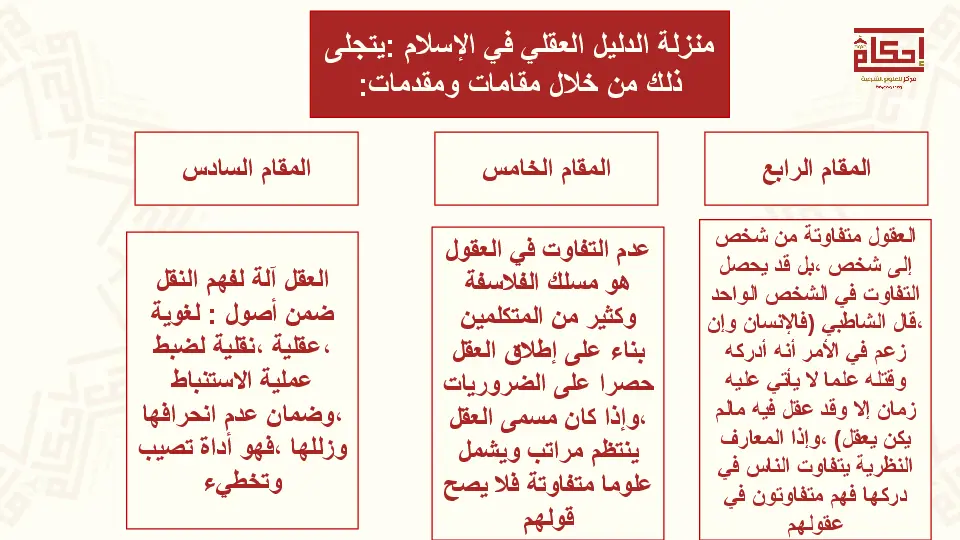 منزلة الدليل العقلي في الإسلام :يتجلى
ذلك من خلال مقامات ومقدمات:
إحكام
مركز للعلوم الشرعية
المقام الرابع
العقول متفاوتة من شخص
إلى شخص ،بل قد يحصل
التفاوت في الشخص الواحد
،قال الشاطبي (فالإنسان وإن
زعم في الأمر أنه أدركه
وقتله علما لا يأتي عليه
زمان إلا وقد عقل فيه مالم
يكن يعقل) ،وإذا المعارف
النظرية يتفاوت الناس في
دركها فهم متفاوتون في
عقولهم
المقام الخامس
عدم التفاوت في العقول
هو مسلك الفلاسفة
وكثير من المتكلمين
بناء على إطلاق العقل
حصرا على الضروريات
،وإذا كان مسمى العقل
ينتظم مراتب ويشمل
علوما متفاوتة فلا يصح
قولهم
المقام السادس
العقل آلة لفهم النقل
ضمن أصول : لغوية
،عقلية ،نقلية لضبط
عملية الاستنباط
،وضمان عدم انحرافها
وزللها ،فهو أداة تصيب
وتخطيء